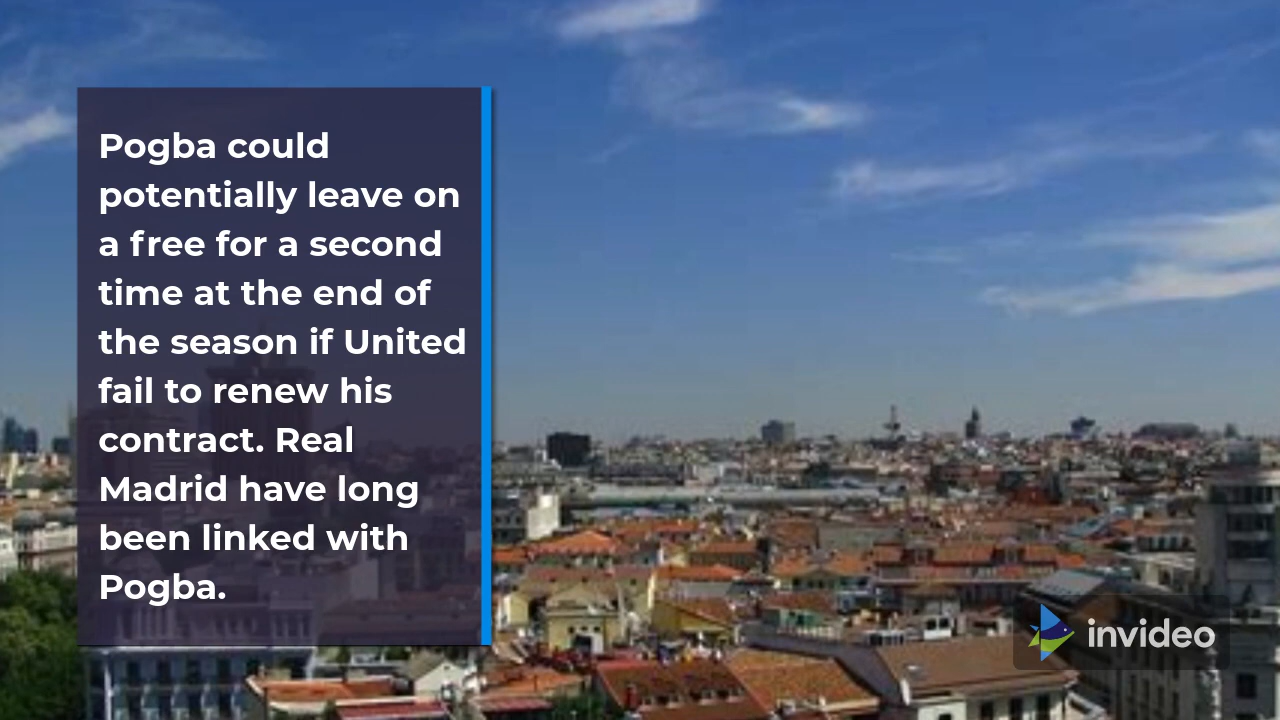 Pogba could
potentially leave on
a free for a second
time at the end of
the season if United
fail to renew his
contract. Real
Madrid have long
been linked with
Pogba.
invideo